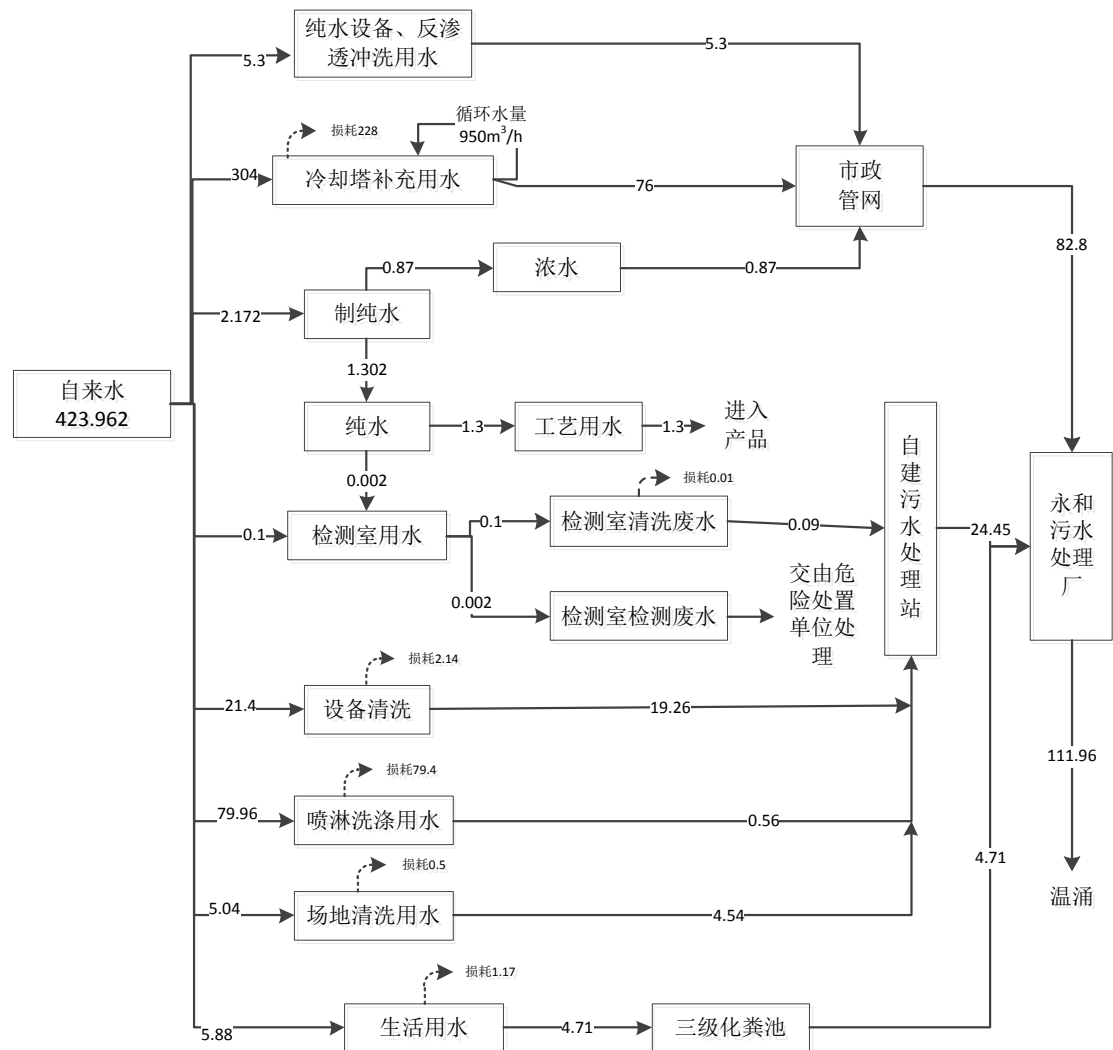 纯水设备、反渗
透冲洗用水
5.3
5.3
循环水量
950m³/h
损耗228
304
冷却塔补充用水
76
市政
管网
82.8
0.87
浓水
0.87
2.172
制纯水
1.302
自来水
423.962
纯水
1.3
工艺用水
1.3
进入
产品
0.002
损耗0.01
0.1
检测室用水
0.1
检测室清洗废水
0.09
自
建
污
水
处
理
站
24.45
永和
污水
处理
厂
0.002
检测室检测废水
交由危
险处置
单位处
理
损耗2.14
21.4
设备清洗
19.26
111.96
损耗79.4
79.96
喷淋洗涤用水
0.56
损耗0.5
4.71
5.04
场地清洗用水
4.54
温涌
损耗1.17
5.88
生活用水
4.71
三级化粪池